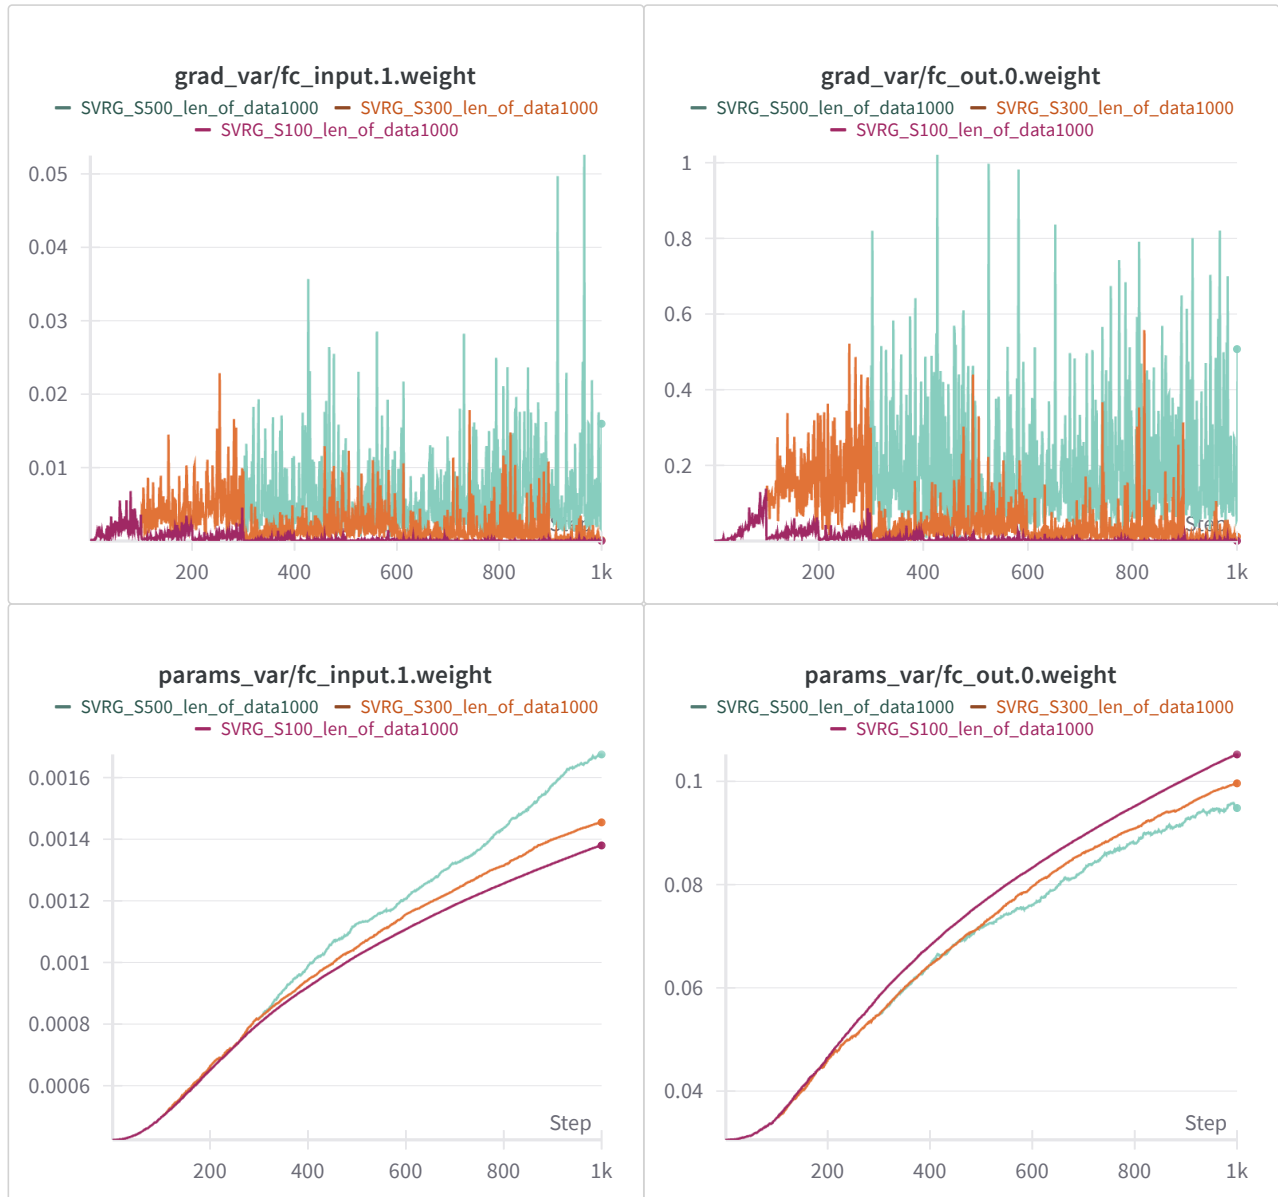 grad_var/fc_input.1.weight
SVRG_S500_len_of_data1000 SVRG_S300_len_of_data1000
SVRG_S100_len_of_data1000
0.05
0.04
0.03
0.02
0.01
Step
200 400 600 800 1k
grad_var/fc_out.0.weight
SVRG_S500_len_of_data1000 SVRG_S300_len_of_data1000
SVRG_S100_len_of_data1000
1
0.8
0.6
0.4
0.2
Step
200 400 600 800 1k
params_var/fc_input.1.weight
SVRG_S500_len_of_data1000 SVRG_S300_len_of_data1000
SVRG_S100_len_of_data1000
0.0016
0.0014
0.0012
0.001
0.0008
0.0006
Step
200 400 600 800 1k
params_var/fc_out.0.weight
SVRG_S500_len_of_data1000 SVRG_S300_len_of_data1000
SVRG_S100_len_of_data1000
0.1
0.08
0.06
0.04
Step
200 400 600 800 1k